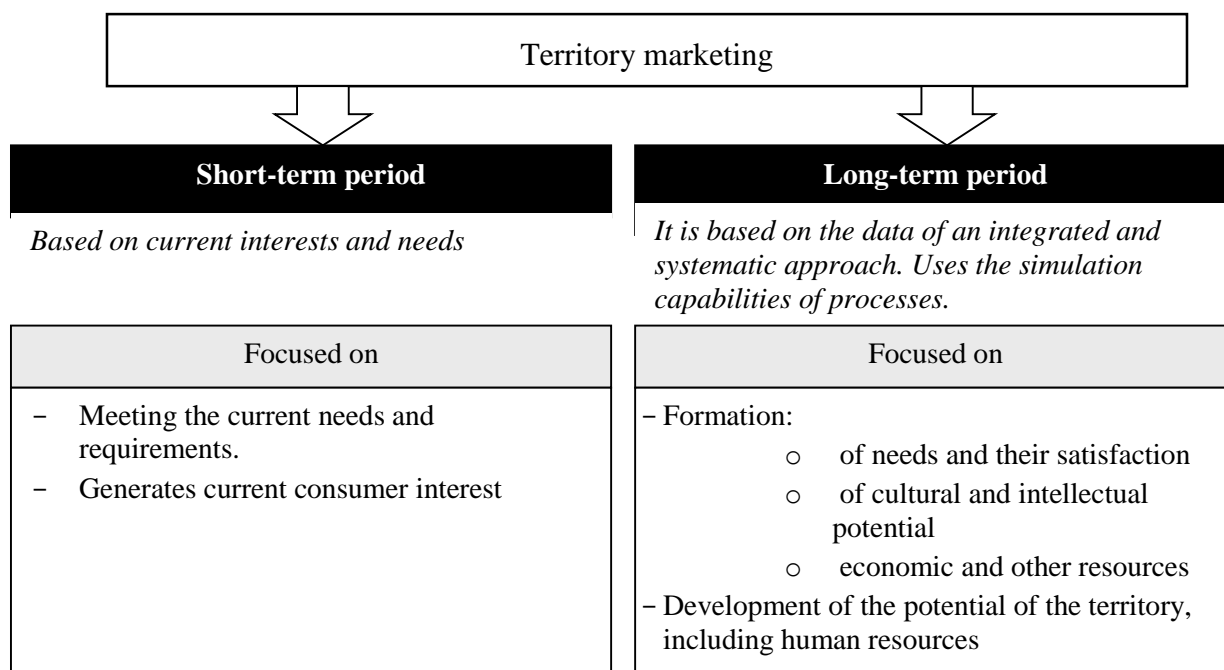 Territory marketing
Short-term period
Based on current interests and needs
Focused on
– Meeting the current needs and
requirements.
– Generates current consumer interest
Long-term period
It is based on the data of an integrated and
systematic approach. Uses the simulation
capabilities of processes.
Focused on
– Formation:
o of needs and their satisfaction
o of cultural and intellectual
potential
o economic and other resources
– Development of the potential of the territory,
including human resources